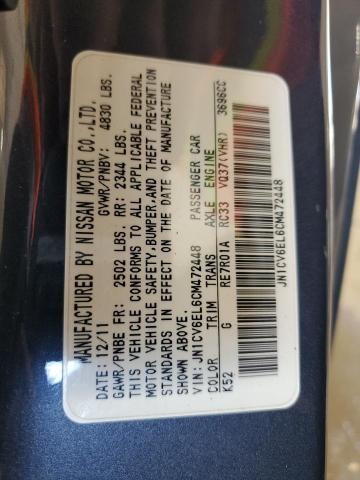 MANUFACTURED BY NISSAN MOTOR CO.,LTD.
DATE: 12/11 GVWR/PNBV: 4830 LBS.
GAWR/PNBE FR: 2502 LBS. RR: 2344 LBS.
THIS VEHICLE CONFORMS TO ALL APPLICABLE FEDERAL
MOTOR VEHICLE SAFETY,BUMPER,AND THEFT PREVENTION
STANDARDS IN EFFECT ON THE DATE OF MANUFACTURE
SHOWN ABOVE.
VIN: JN1CV6EL6CM472448 PASSENGER CAR
COLOR TRIM TRANS AXLE ENGINE
K52 G RE7R01A RC33 VQ37(VHR) 3696CC
JN1CV6EL6CM472448